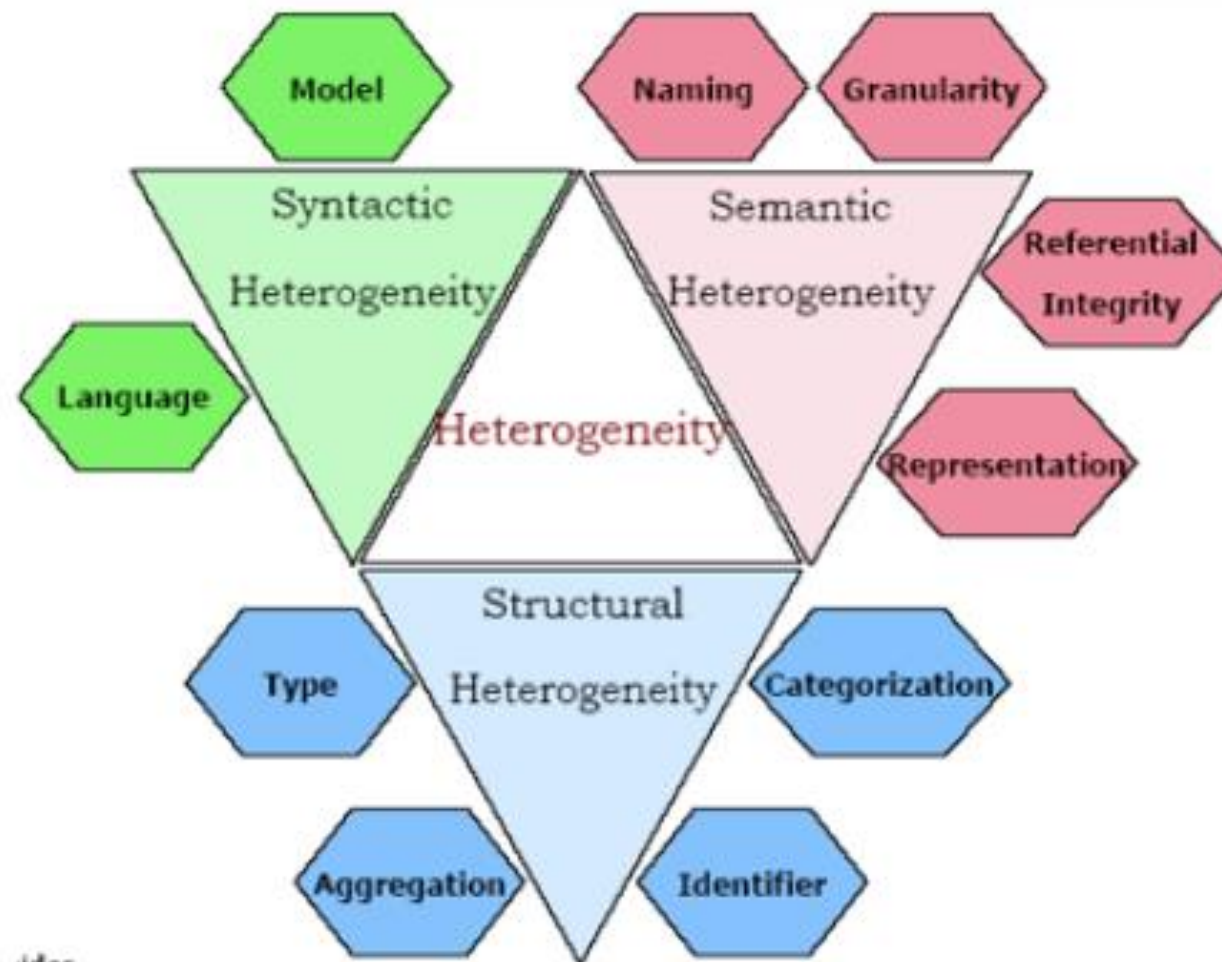 Model
Naming
Granularity
Syntactic
Heterogeneity
Semantic
Heterogeneity
Referential
Integrity
Language
Heterogeneity
Representation
Structural
Heterogeneity
Type
Categorization
Aggregation
Identifier